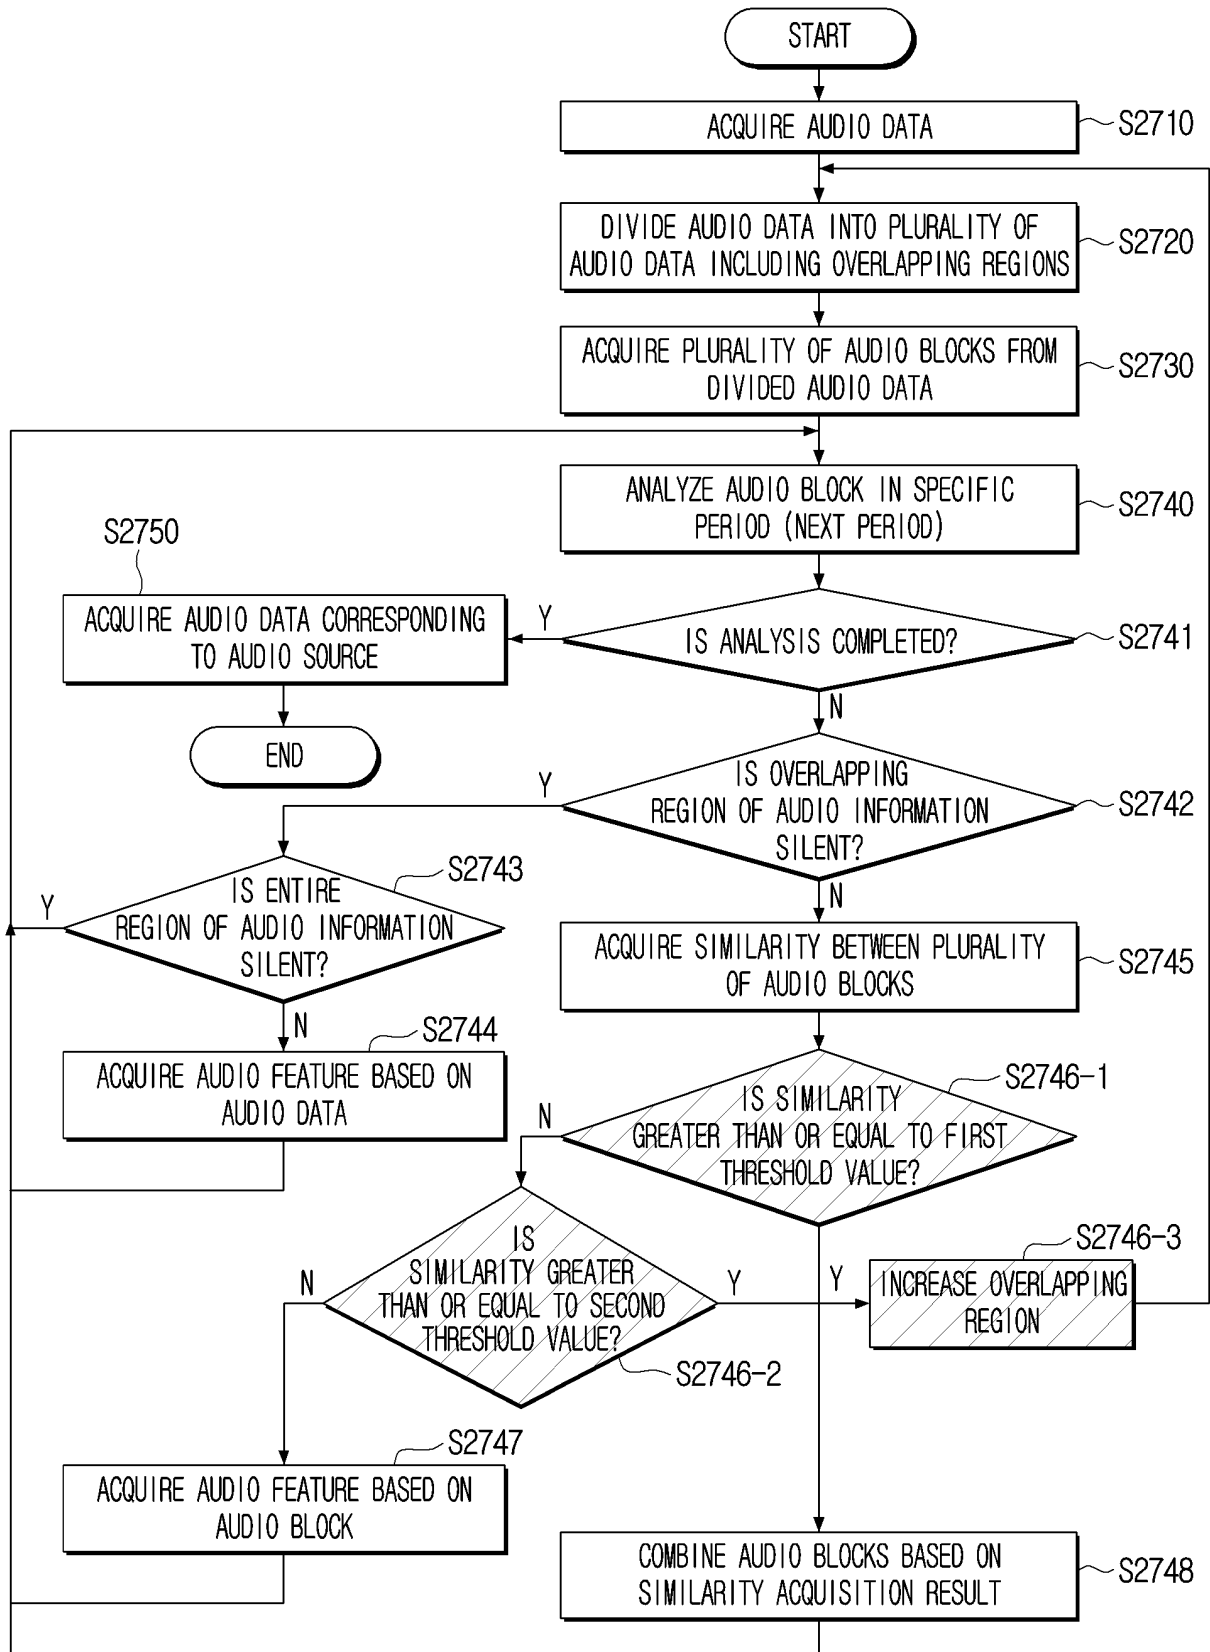 START
ACQUIRE AUDIO DATA
S2710
DIVIDE AUDIO DATA INTO PLURALITY OF
AUDIO DATA INCLUDING OVERLAPPING REGIONS
S2720
ACQUIRE PLURALITY OF AUDIO BLOCKS FROM
DIVIDED AUDIO DATA
S2730
ANALYZE AUDIO BLOCK IN SPECIFIC
PERIOD (NEXT PERIOD)
S2740
S2750
ACQUIRE AUDIO DATA CORRESPONDING
TO AUDIO SOURCE
Y
IS ANALYSIS COMPLETED?
S2741
N
END
Y
IS OVERLAPPING
REGION OF AUDIO INFORMATION
SILENT?
S2742
N
S2743
Y
IS ENTIRE
REGION OF AUDIO INFORMATION
SILENT?
N
ACQUIRE SIMILARITY BETWEEN PLURALITY
OF AUDIO BLOCKS
S2745
S2744
ACQUIRE AUDIO FEATURE BASED ON
AUDIO DATA
S2746-1
N
IS SIMILARITY
GREATER THAN OR EQUAL TO FIRST
THRESHOLD VALUE?
N
IS
SIMILARITY GREATER
THAN OR EQUAL TO SECOND
THRESHOLD VALUE?
S2746-2
Y
Y
S2746-3
INCREASE OVERLAPPING
REGION
S2747
ACQUIRE AUDIO FEATURE BASED ON
AUDIO BLOCK
COMBINE AUDIO BLOCKS BASED ON
SIMILARITY ACQUISITION RESULT
S2748